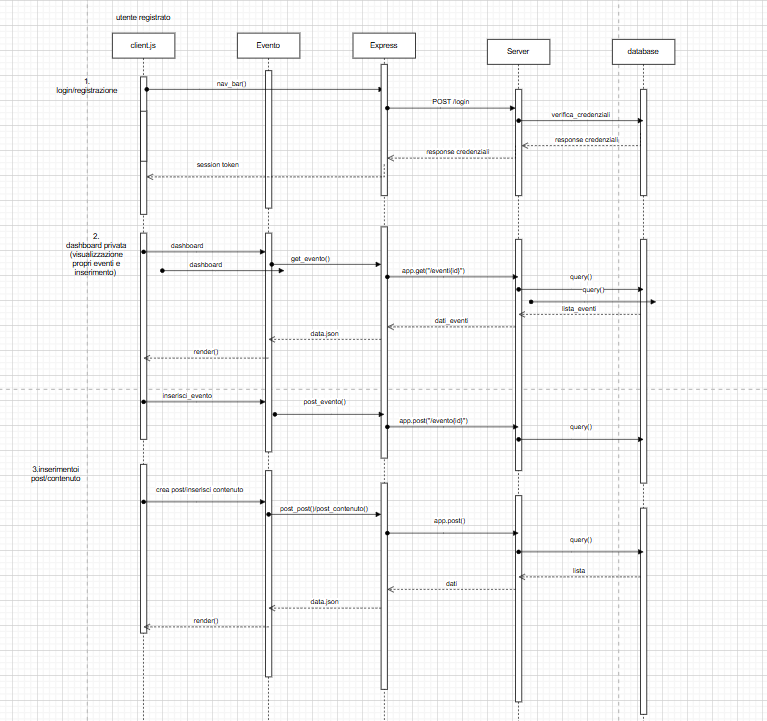 utente registrato
client.js
Evento
Express
Server
database
1.
login/registrazione
nav_bar()
POST /login
verifica_credenziali
response credenziali
response credenziali
session token
2.
dashboard privata
(visualizzazione
propri eventi e
inserimento)
dashboard
dashboard
get_evento()
app.get("/eventi{id}")
query()
query()
lista_eventi
dati_eventi
data.json
render()
inserisci_evento
post_evento()
app.post("/evento{id}")
query()
3.inserimentoi
post/contenuto
crea post/inserisci contenuto
post_post()/post_contenuto()
app.post()
query()
lista
dati
data.json
render()